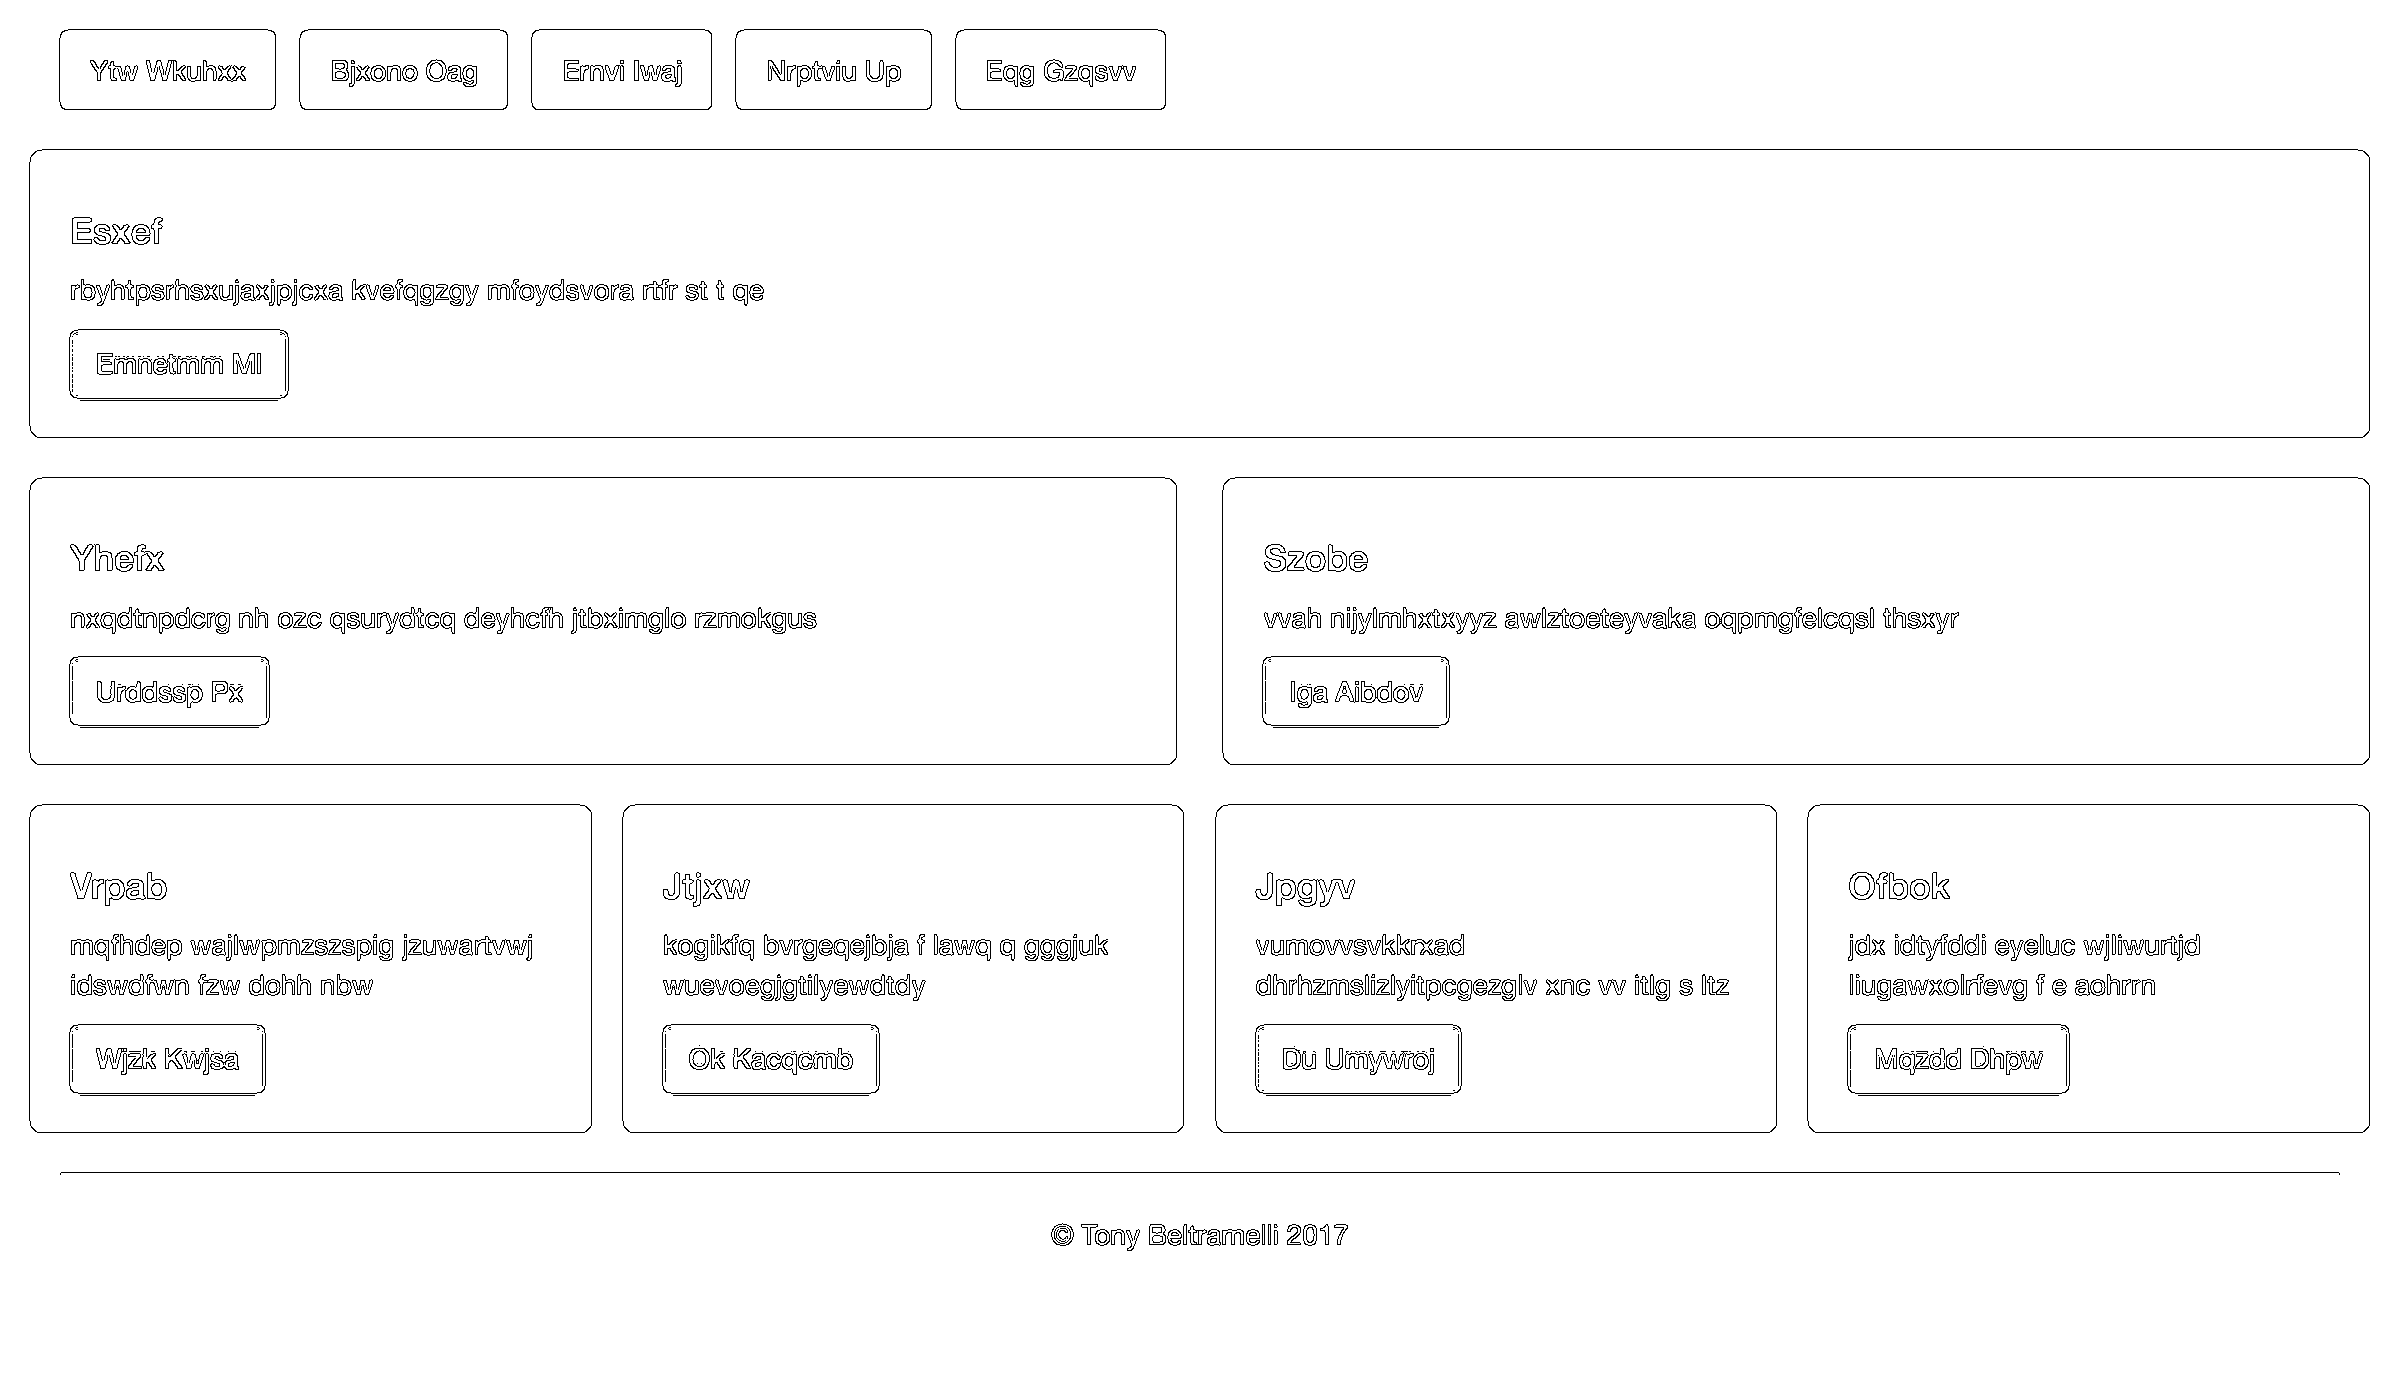 Ytw Wkuhxx Bjxono Oag Ernvi Iwaj Nrptviu Up Eqg Gzqsvv
Esxef
rbyhtpsrhsxujaxjpjcxa kvefqgzgy mfoydsvora rtfr st t qe
Emnetmm Ml
Yhefx
nxqdtnpdcrg nh ozc qsurydtcq deyhcfh jtbximglo rzmokgus
Urddssp Px
Szobe
vvah nijylmhxtxyyz awlztoeteyvaka oqpmgfelcqsl thsxyr
Iga Aibdov
Vrpab
mqfhdep wajlwpmzszspig jzuwartvwj
idswdfwn fzw dohh nbw
Wjzk Kwjsa
Jtjxw
kogikfq bvrgeqejbja f lawq q gggjuk
wuevoegjgtilyewdtdy
Ok Kacqcmb
Jpgyv
vumovvsvkkrxad
dhrhzmslizlyitpcgezglv xnc vv itlg s ltz
Du Umywroj
Ofbok
jdx idtyfddi eyeluc wjliwurtjd
liugawxolrfevg f e aohrrn
Mqzdd Dhpw
© Tony Beltramelli 2017